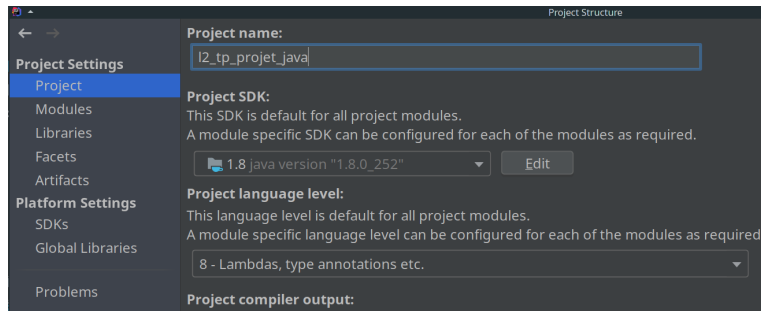 Project Structure
Project Settings
Project
Modules
Libraries
Facets
Artifacts
Platform Settings
SDKs
Global Libraries
Problems
Project name:
l2_tp_projet_java
Project SDK:
This SDK is default for all project modules.
A module specific SDK can be configured for each of the modules as required.
1.8 java version "1.8.0_252"
Edit
Project language level:
This language level is default for all project modules.
A module specific language level can be configured for each of the modules as required
8 - Lambdas, type annotations etc.
Project compiler output: